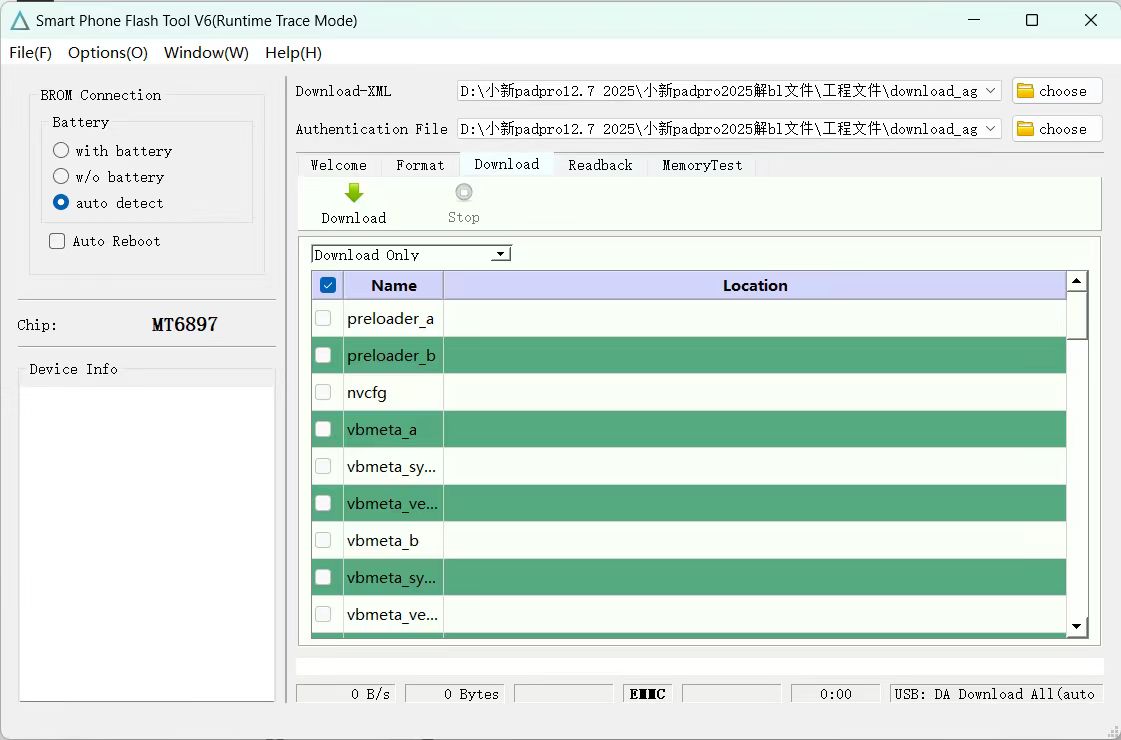 Smart Phone Flash Tool V6(Runtime Trace Mode)
File(F) Options(O) Window(W) Help(H)
BROM Connection
Battery
with battery
w/o battery
auto detect
Auto Reboot
Chip: MT6897
Device Info
Download-XML D:\小新padpro12.7 2025\小新padpro2025解bl文件\工程文件\download_ag choose
Authentication File D:\小新padpro12.7 2025\小新padpro2025解bl文件\工程文件\download_ag choose
Welcome Format Download Readback MemoryTest
Download Stop
Download Only
Name Location
preloader_a
preloader_b
nvcfg
vbmeta_a
vbmeta_sy...
vbmeta_ve...
vbmeta_b
vbmeta_sy...
vbmeta_ve...
0 B/s 0 Bytes EMMC 0:00 USB: DA Download All(auto